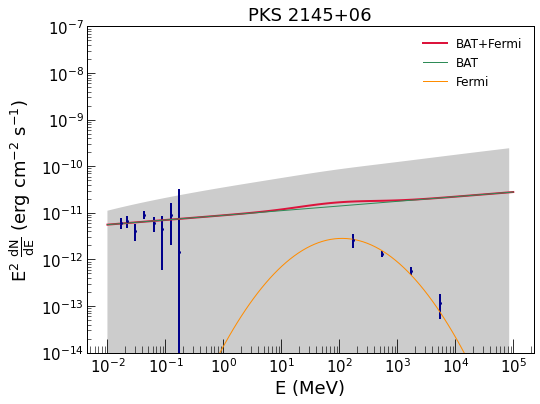 PKS 2145+06
BAT+Fermi
BAT
Fermi
10⁻⁷
10⁻⁸
10⁻⁹
10⁻¹⁰
10⁻¹¹
10⁻¹²
10⁻¹³
10⁻¹⁴
E² dN/dE (erg cm⁻² s⁻¹)
10⁻² 10⁻¹ 10⁰ 10¹ 10² 10³ 10⁴ 10⁵
E (MeV)